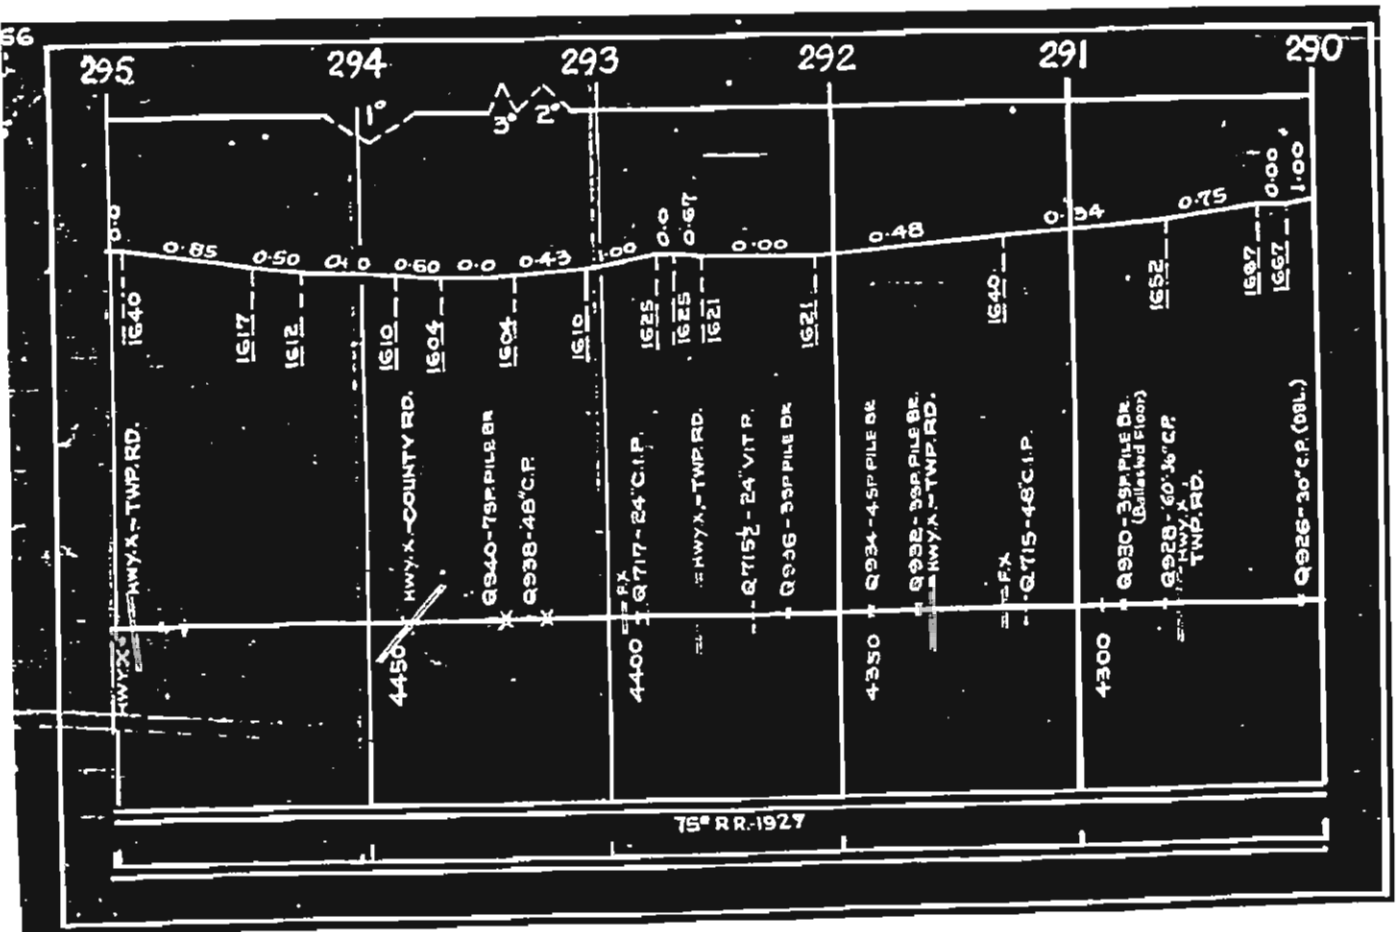 56
295 294 293 292 291 290
1° 3° 2°
0.0
0.0 0.67
0.00
1.00
0.0
0.85 0.50 0.60 0.0 0.43 1.00 0.00 0.48 0.34 0.75
1640
1617
1612
1610
1604
1604
1610
1625
1625
1621
1621
1640
1652
1667
HWY.X-TWP.RD.
HWY.X-COUNTY RD.
Q940-7SP.PILE BR
Q938-48"C.P.
F.X
Q717-24"C.I.P.
HWY.X.-TWP.RD.
Q715½-24"VIT P.
Q936-3SP.PILE BR
Q934-4SP PILE BR
Q932-3SP.PILE BR.
HWY.X.-TWP.RD.
F.X
Q715-48"C.I.P.
Q930-3SP.PILE BR.
(Ballasted Floor)
Q928-60"36"C.P.
HWY.X
TWP.RD.
Q926-30"C.P.(DBL.)
HWY.X
4450
4400
4350
4300
75# R R.-1927